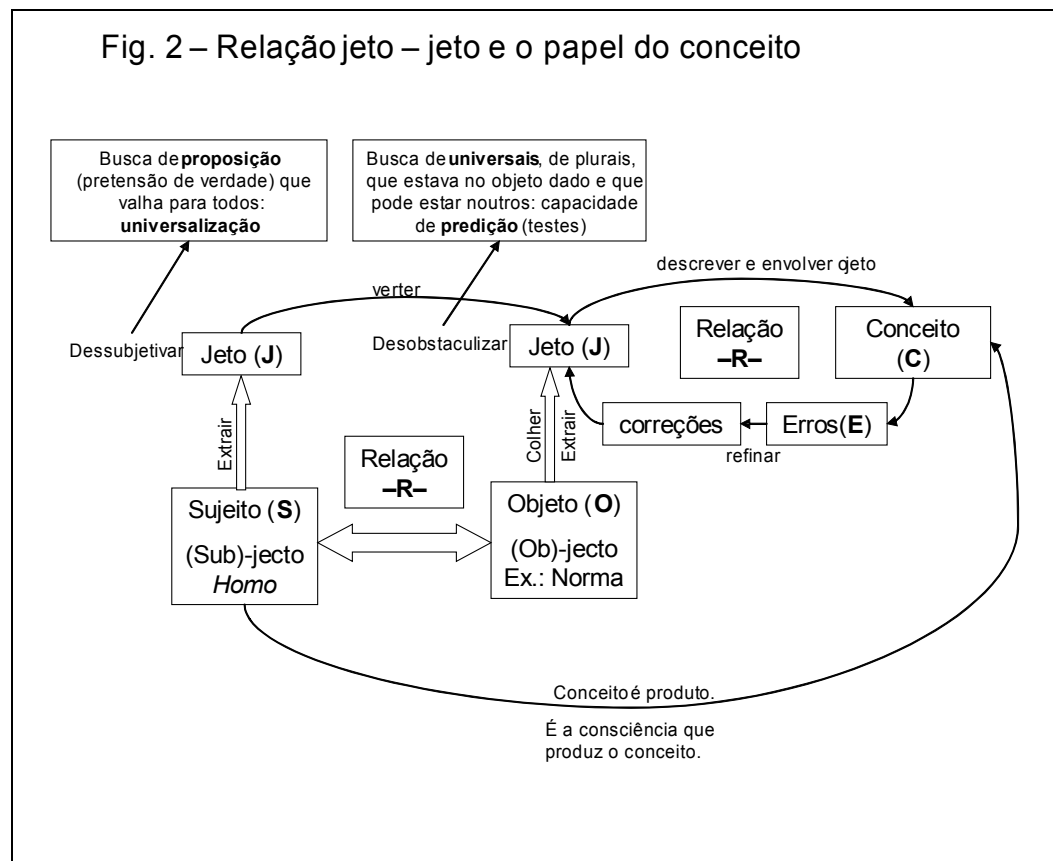 Fig. 2 – Relação jeto – jeto e o papel do conceito
Busca de proposição
(pretensão de verdade) que
valha para todos:
universalização
Busca de universais, de plurais,
que estava no objeto dado e que
pode estar noutros: capacidade
de predição (testes)
descrever e envolver ojeto
verter
Dessubjetivar
Jeto (J)
Desobstaculizar
Jeto (J)
Relação
–R–
Conceito
(C)
correções
Erros(E)
refinar
Extrair
Colher
Extrair
Relação
–R–
Sujeito (S)
(Sub)-jecto
Homo
Objeto (O)
(Ob)-jecto
Ex.: Norma
Conceito é produto.
É a consciência que
produz o conceito.